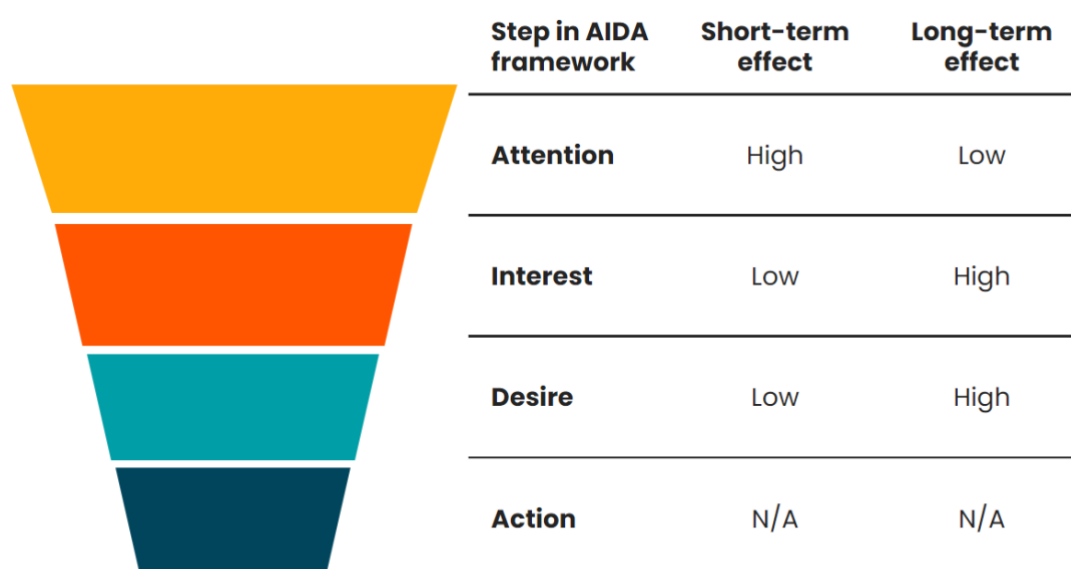 Step in AIDA framework Short-term effect Long-term effect
Attention High Low
Interest Low High
Desire Low High
Action N/A N/A